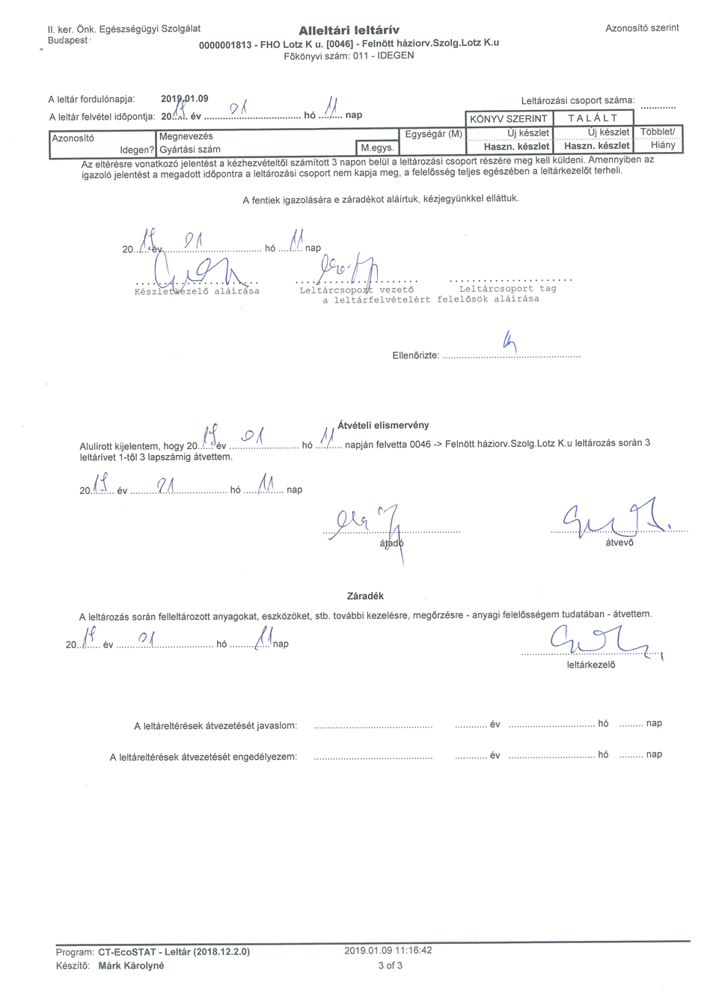 II. ker. Önk. Egészségügyi Szolgálat
Budapest
Alleltári leltárív
0000001813 - FHO Lotz K u. [0046] - Felnött háziorv.Szolg.Lotz K.u
Főkönyvi szám: 011 - IDEGEN
Azonosító szerint
A leltár fordulónapja: 2019.01.09
A leltár felvétel időpontja: 2019 év 01 hó 11 nap
Leltározási csoport száma: ............
KÖNYV SZERINT TALÁLT
Azonosító Megnevezés Egységár (M) Új készlet Új készlet Többlet/
Idegen? Gyártási szám M.egys. Haszn. készlet Haszn. készlet Hiány
Az eltérésre vonatkozó jelentést a kézhezvételtől számított 3 napon belül a leltározási csoport részére meg kell küldeni. Amennyiben az
igazoló jelentést a megadott időpontra a leltározási csoport nem kapja meg, a felelősség teljes egészében a leltárkezelőt terheli.
A fentiek igazolására e záradékot aláírtuk, kézjegyünkkel elláttuk.
2019 év 01 hó 11 nap
Készletkezelő aláírása Leltárcsoport vezető Leltárcsoport tag
a leltárfelvételért felelősök aláírása
Ellenőrizte:
Átvételi elismervény
Alulírott kijelentem, hogy 2019 év 01 hó 11 napján felvetta 0046 -> Felnött háziorv.Szolg.Lotz K.u leltározás során 3
leltárívet 1-től 3 lapszámig átvettem.
2019 év 01 hó 11 nap
átadó átvevő
Záradék
A leltározás során felleltározott anyagokat, eszközöket, stb. további kezelésre, megőrzésre - anyagi felelősségem tudatában - átvettem.
2019 év 01 hó 11 nap
leltárkezelő
A leltáreltérések átvezetését javaslom: ............ év ............ hó ......... nap
A leltáreltérések átvezetését engedélyezem: ............ év ............ hó ......... nap
Program: CT-EcoSTAT - Leltár (2018.12.2.0) 2019.01.09 11:16:42
Készítő: Márk Károlyné 3 of 3